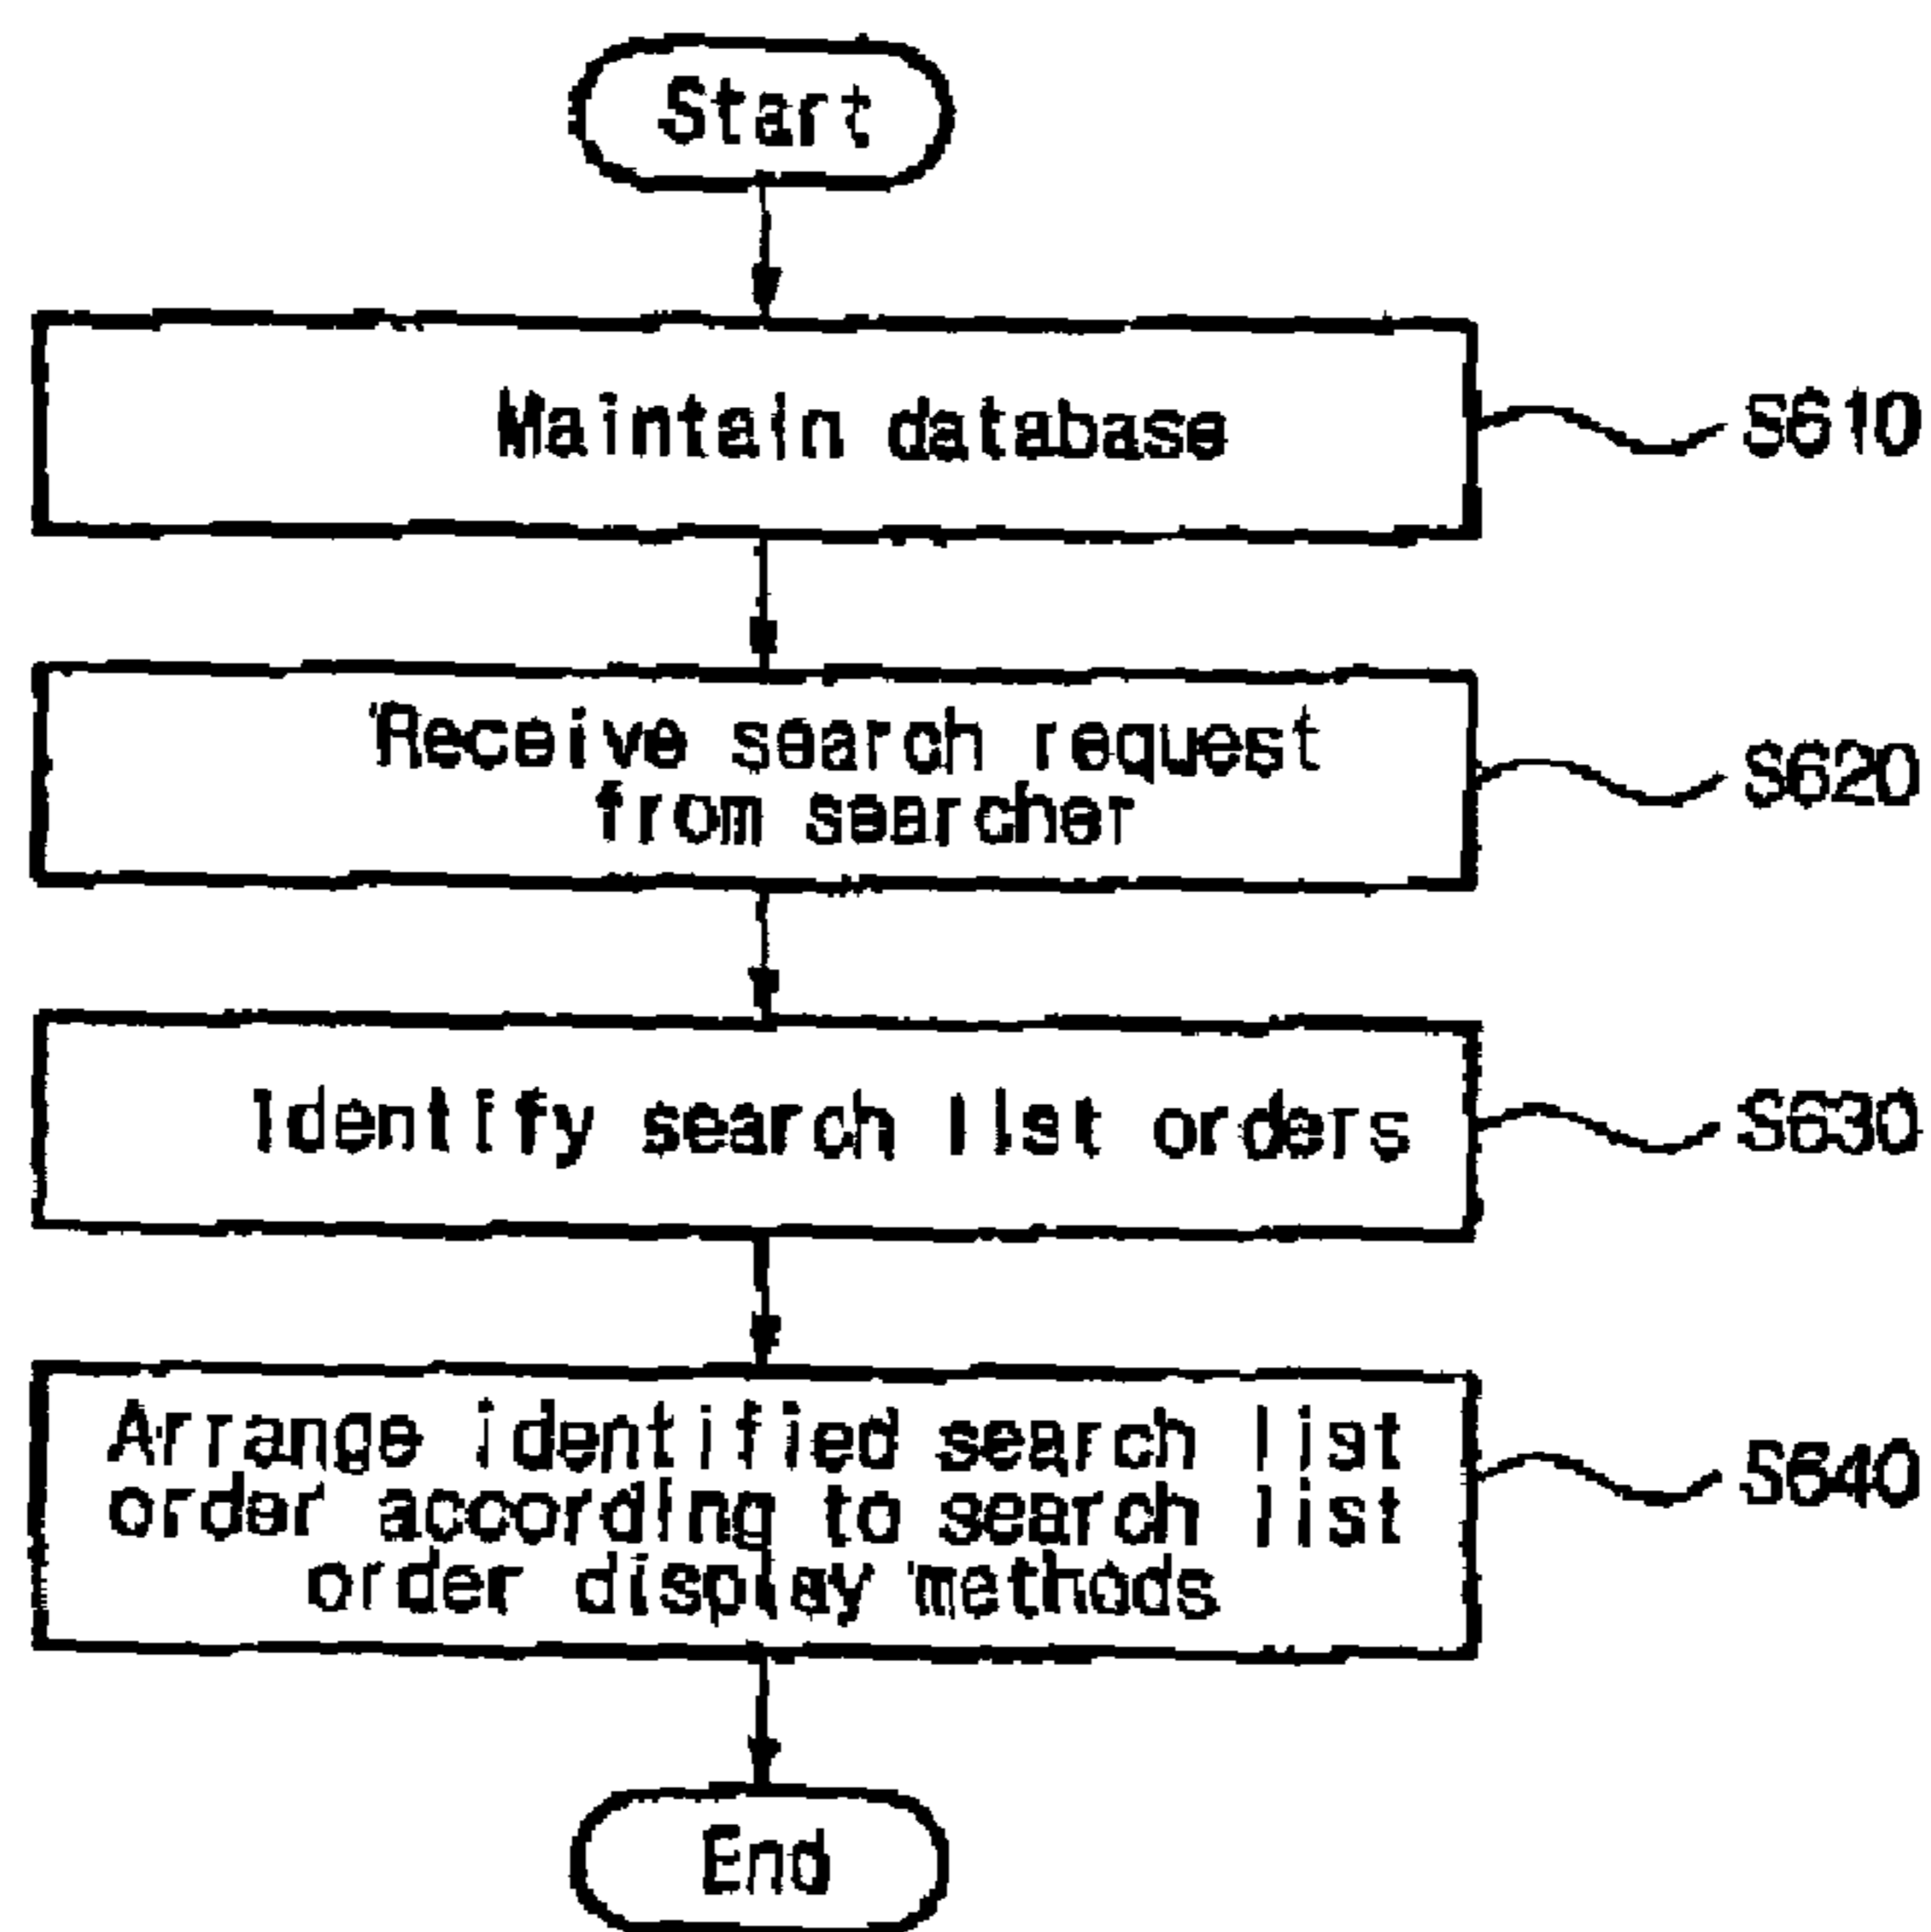 Start
Maintain database
S610
Receive search request
from searcher
S620
Identify search list orders
S630
Arrange identified search list
order according to search list
order display methods
S640
End